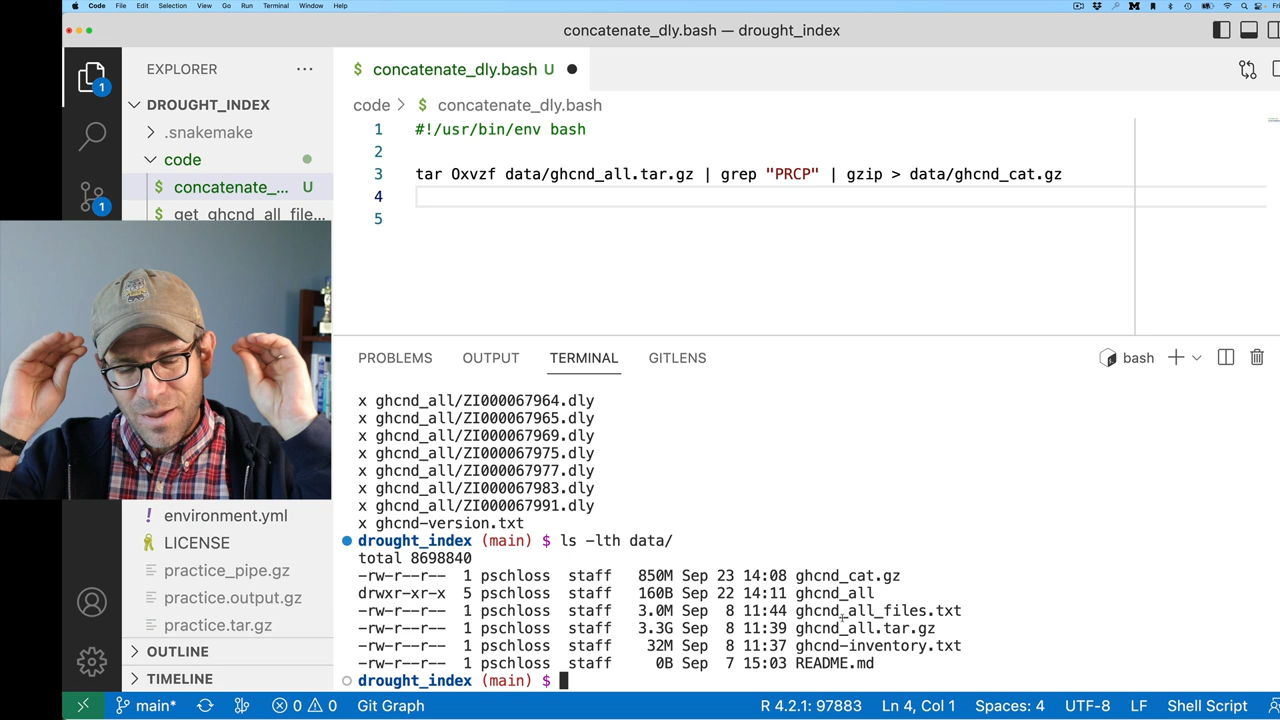 Code File Edit Selection View Go Run Terminal Window Help
concatenate_dly.bash — drought_index
EXPLORER
$ concatenate_dly.bash U
DROUGHT_INDEX
code > $ concatenate_dly.bash
.snakemake
1 #!/usr/bin/env bash
code
2
$ concatenate_... U
3 tar Oxvzf data/ghcnd_all.tar.gz | grep "PRCP" | gzip > data/ghcnd_cat.gz
4
$ get_ghcnd_all_file...
5
1
1
PROBLEMS OUTPUT TERMINAL GITLENS
bash
x ghcnd_all/ZI000067964.dly
x ghcnd_all/ZI000067965.dly
x ghcnd_all/ZI000067969.dly
x ghcnd_all/ZI000067975.dly
x ghcnd_all/ZI000067977.dly
x ghcnd_all/ZI000067983.dly
x ghcnd_all/ZI000067991.dly
x ghcnd-version.txt
drought_index (main) $ ls -lth data/
total 8698840
-rw-r--r-- 1 pschloss staff 850M Sep 23 14:08 ghcnd_cat.gz
drwxr-xr-x 5 pschloss staff 160B Sep 22 14:11 ghcnd_all
-rw-r--r-- 1 pschloss staff 3.0M Sep 8 11:44 ghcnd_all_files.txt
-rw-r--r-- 1 pschloss staff 3.3G Sep 8 11:39 ghcnd_all.tar.gz
-rw-r--r-- 1 pschloss staff 32M Sep 8 11:37 ghcnd-inventory.txt
-rw-r--r-- 1 pschloss staff 0B Sep 7 15:03 README.md
drought_index (main) $
! environment.yml
LICENSE
practice_pipe.gz
practice.output.gz
practice.tar.gz
OUTLINE
TIMELINE
main* 0 0 Git Graph R 4.2.1: 97883 Ln 4, Col 1 Spaces: 4 UTF-8 LF Shell Script